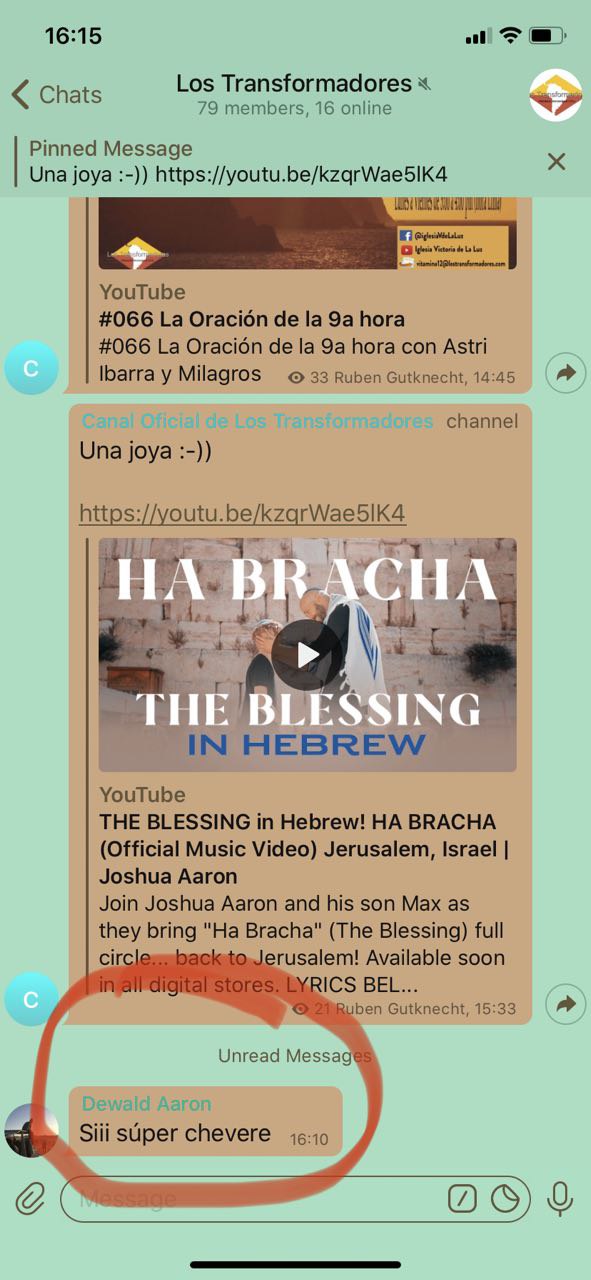 16:15
Chats
Los Transformadores
79 members, 16 online
Pinned Message
Una joya :-)) https://youtu.be/kzqrWae5lK4
@iglesiaVdeLaLuz
Iglesia Victoria de La Luz
vitamina12@lostransformadores.com
YouTube
#066 La Oración de la 9a hora
#066 La Oración de la 9a hora con Astri
Ibarra y Milagros
33 Ruben Gutknecht, 14:45
C
Canal Oficial de Los Transformadores channel
Una joya :-))
https://youtu.be/kzqrWae5lK4
HA BRACHA
THE BLESSING
IN HEBREW
YouTube
THE BLESSING in Hebrew! HA BRACHA
(Official Music Video) Jerusalem, Israel |
Joshua Aaron
Join Joshua Aaron and his son Max as
they bring "Ha Bracha" (The Blessing) full
circle... back to Jerusalem! Available soon
in all digital stores. LYRICS BEL...
21 Ruben Gutknecht, 15:33
C
Unread Messages
Dewald Aaron
Siii súper chevere 16:10
Message